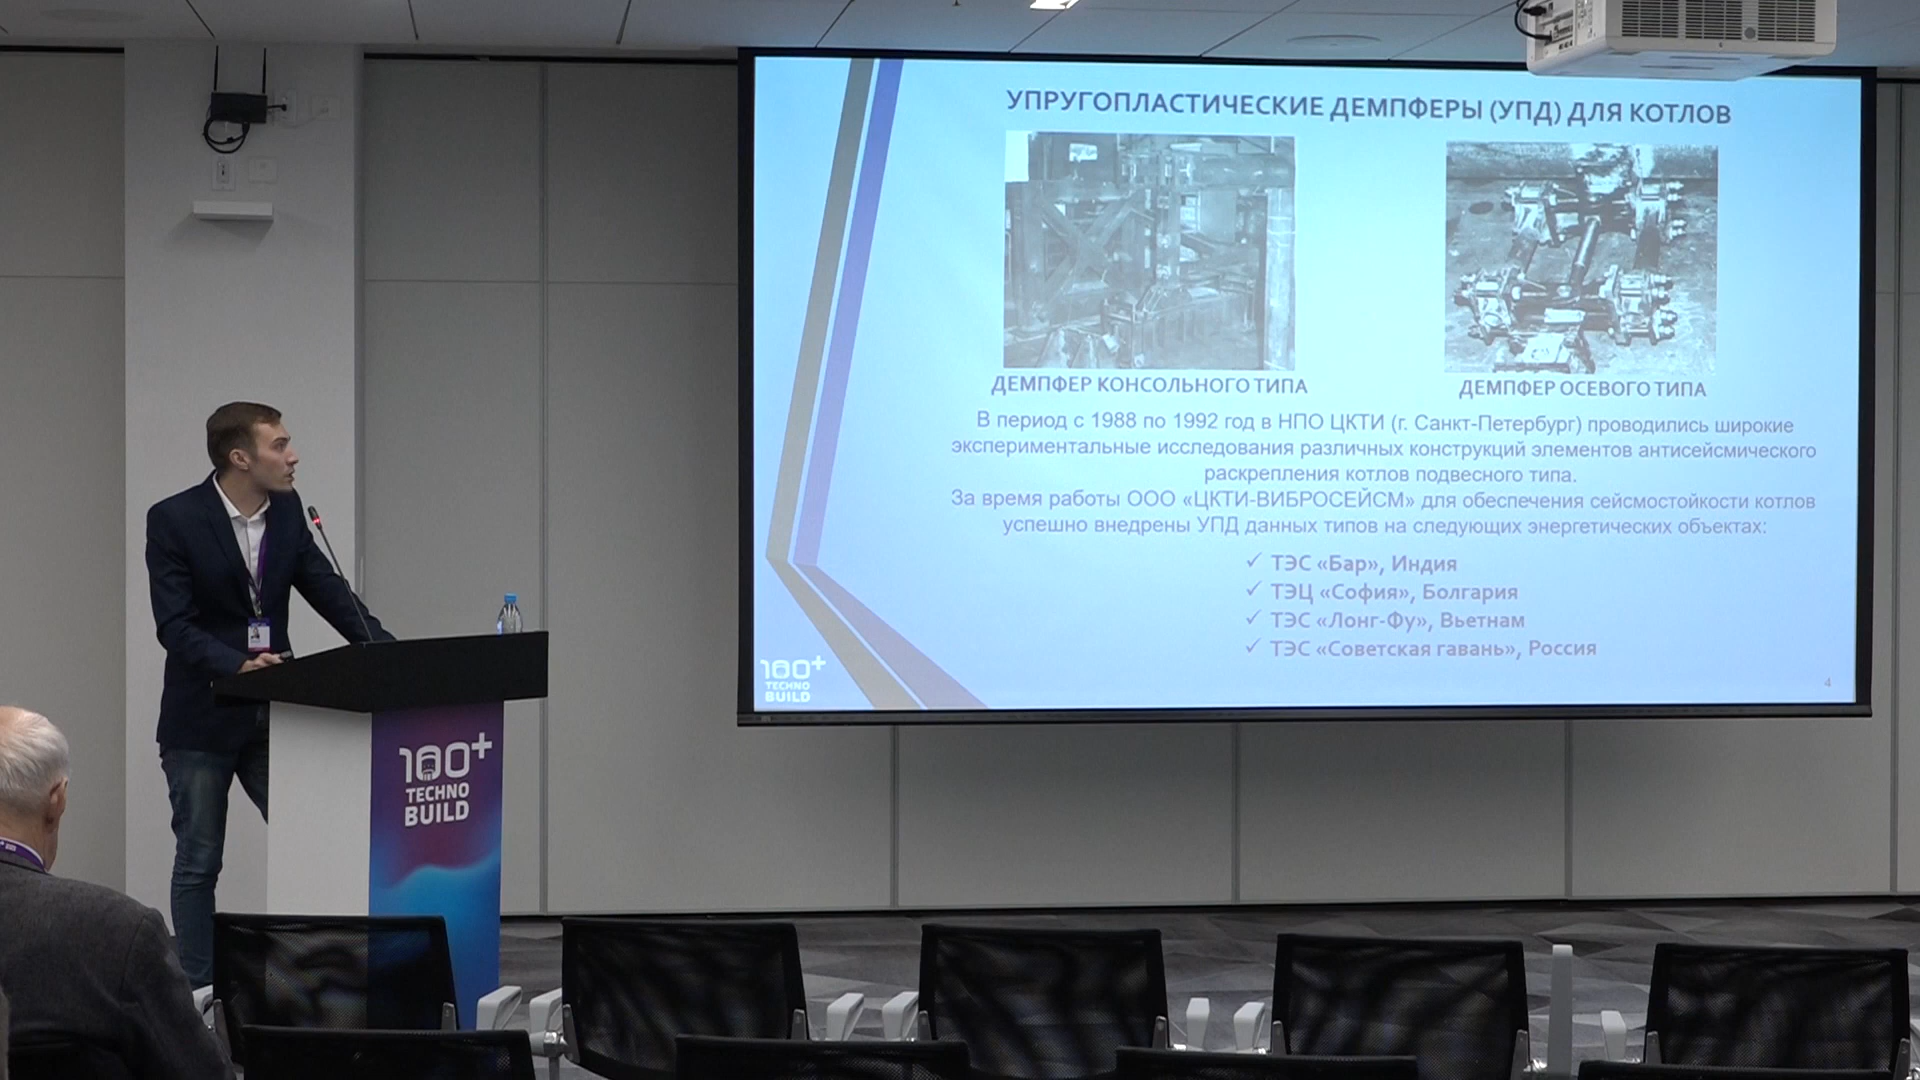 УПРУГОПЛАСТИЧЕСКИЕ ДЕМПФЕРЫ (УПД) ДЛЯ КОТЛОВ
ДЕМПФЕР КОНСОЛЬНОГО ТИПА
ДЕМПФЕР ОСЕВОГО ТИПА
В период с 1988 по 1992 год в НПО ЦКТИ (г. Санкт-Петербург) проводились широкие
экспериментальные исследования различных конструкций элементов антисейсмического
раскрепления котлов подвесного типа.
За время работы ООО «ЦКТИ-ВИБРОСЕЙСМ» для обеспечения сейсмостойкости котлов
успешно внедрены УПД данных типов на следующих энергетических объектах:
✓ ТЭС «Бар», Индия
✓ ТЭЦ «София», Болгария
✓ ТЭС «Лонг-Фу», Вьетнам
✓ ТЭС «Советская гавань», Россия
100+
TECHNO
BUILD
4
100+
TECHNO
BUILD